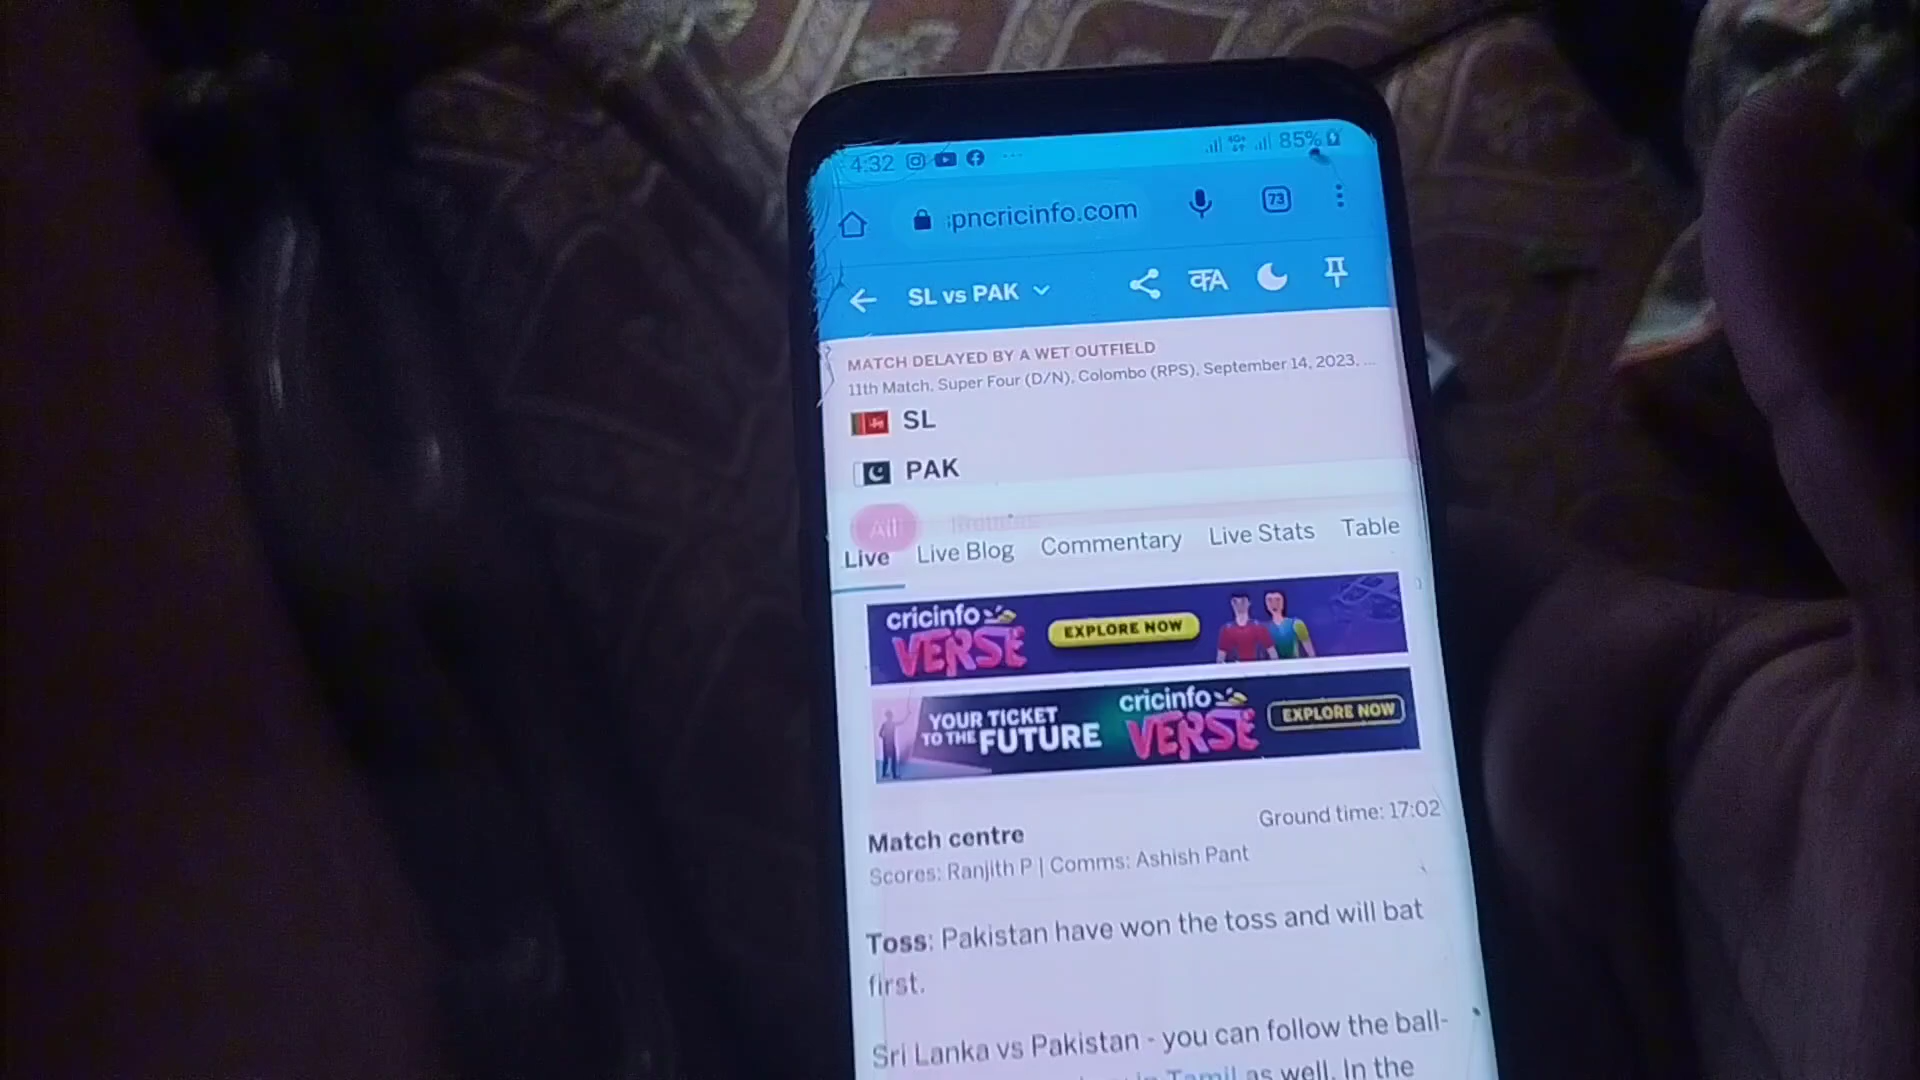 4:32
85%
pncricinfo.com
73
SL vs PAK
कA
MATCH DELAYED BY A WET OUTFIELD
11th Match, Super Four (D/N), Colombo (RPS), September 14, 2023, ...
SL
PAK
All
Live Live Blog Commentary Live Stats Table
cricinfo
VERSE
EXPLORE NOW
YOUR TICKET
TO THE FUTURE
cricinfo
VERSE
EXPLORE NOW
Ground time: 17:02
Match centre
Scores: Ranjith P | Comms: Ashish Pant
Toss: Pakistan have won the toss and will bat
first.
Sri Lanka vs Pakistan - you can follow the ball-
in Tamil as well. In the